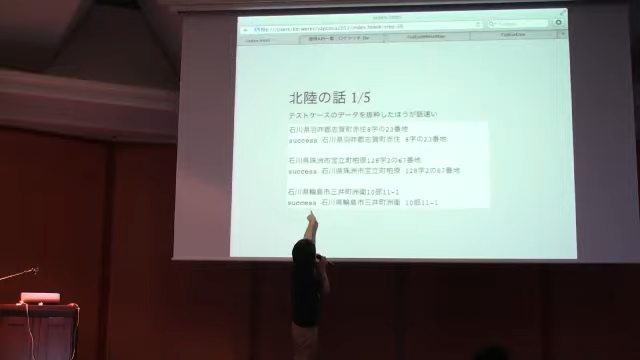 北陸の話 1/5
テストケースのデータを抜粋したほうが話速い
石川県羽咋郡志賀町赤住8字の23番地
success 石川県羽咋郡志賀町赤住 8字の23番地
石川県珠洲市宝立町柏原128字2の67番地
success 石川県珠洲市宝立町柏原 128字2の67番地
石川県輪島市三井町洲衛10部11-1
success 石川県輪島市三井町洲衛 10部11-1